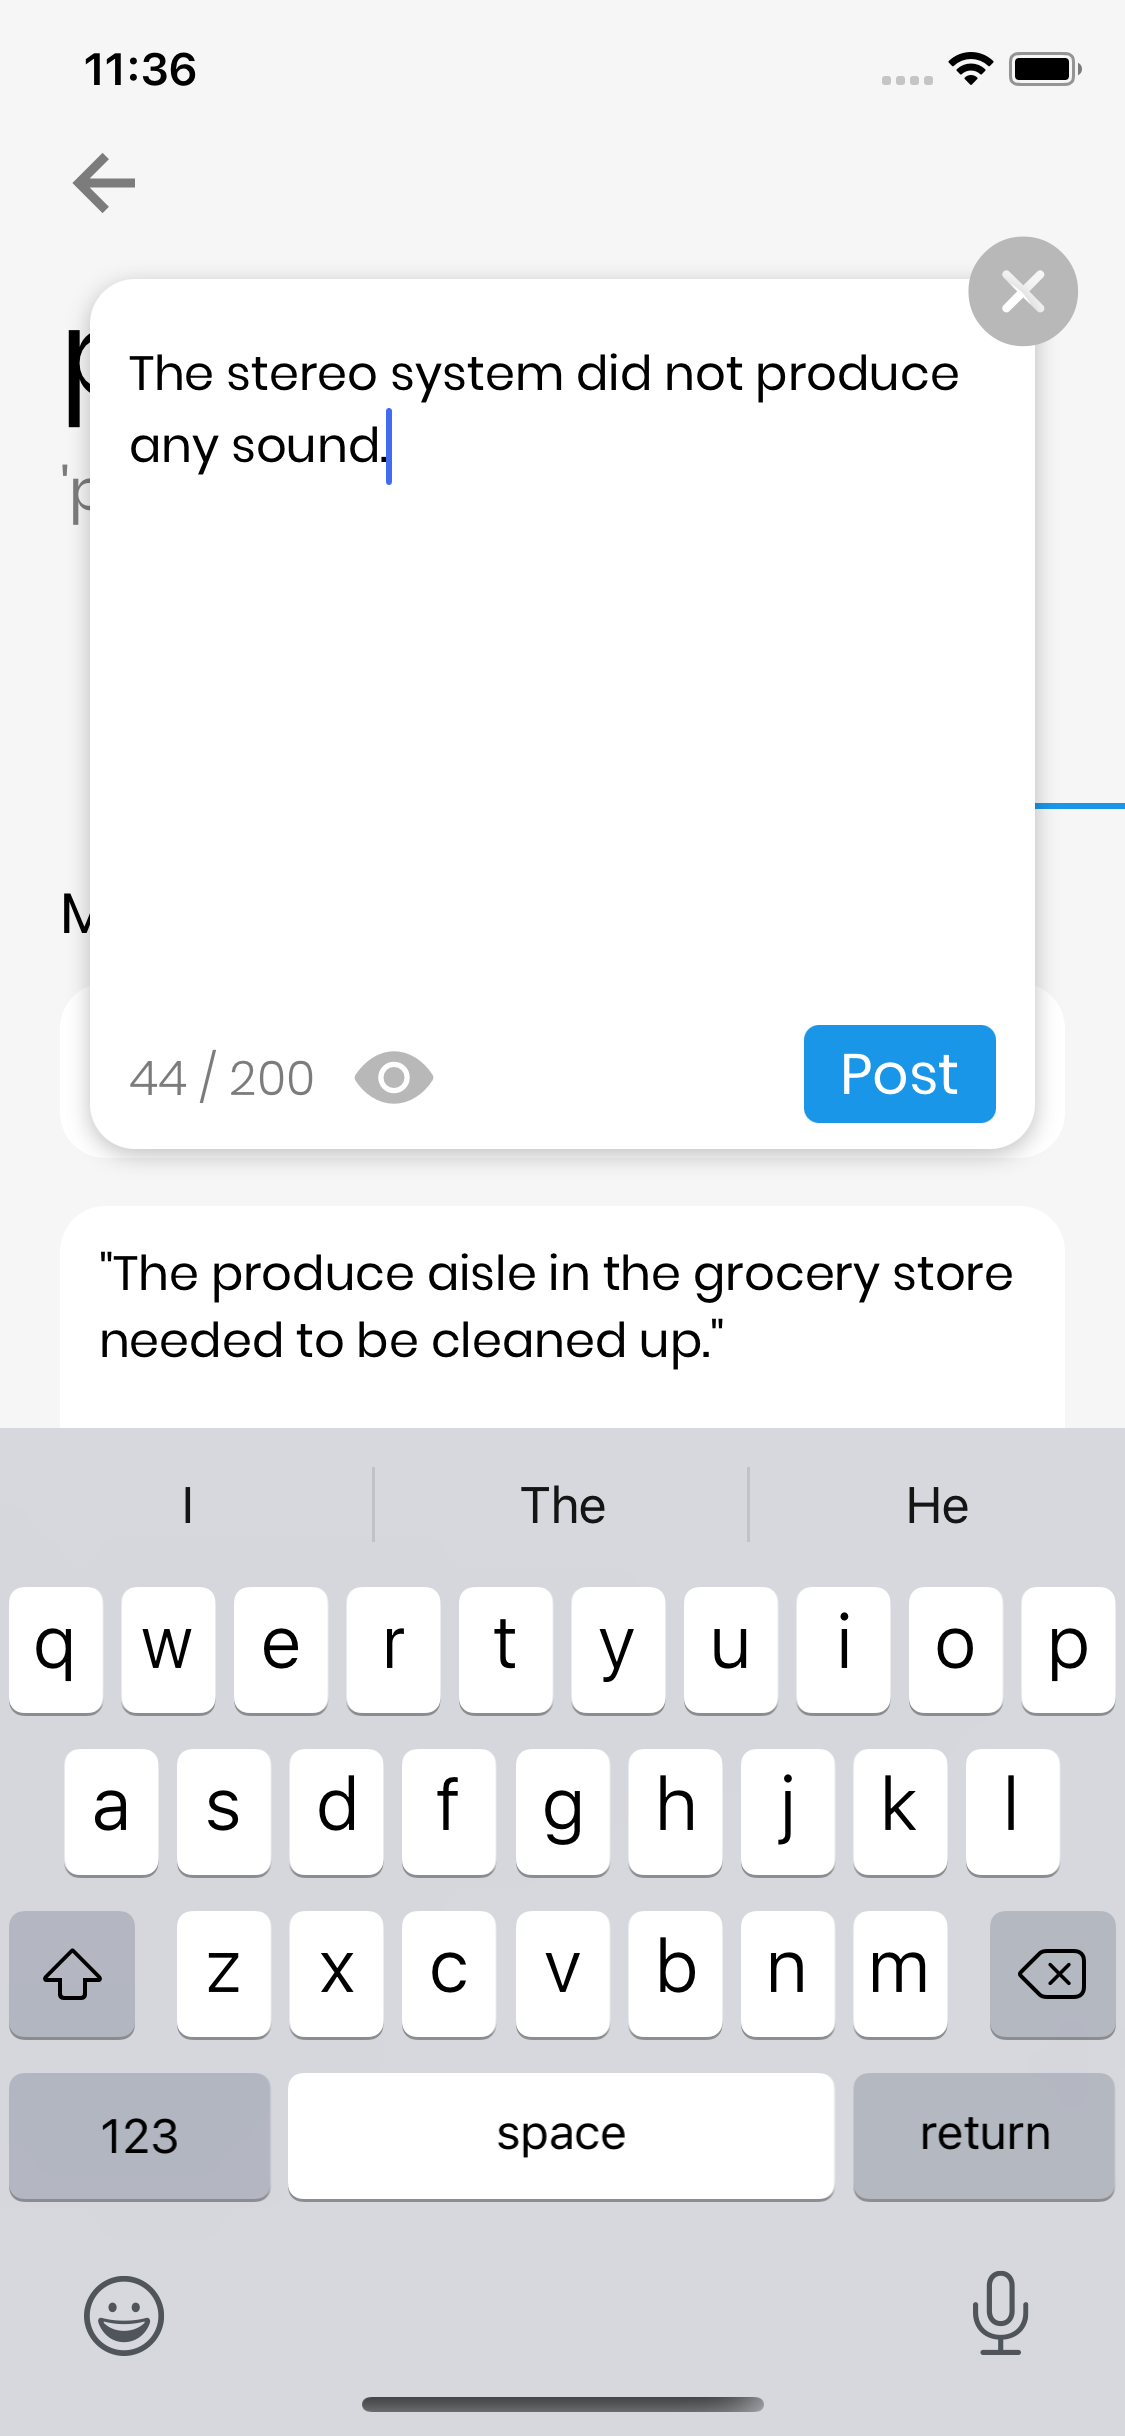 11:36
The stereo system did not produce
any sound.
44 / 200
Post
"The produce aisle in the grocery store
needed to be cleaned up."
I The He
q w e r t y u i o p
a s d f g h j k l
z x c v b n m
123 space return